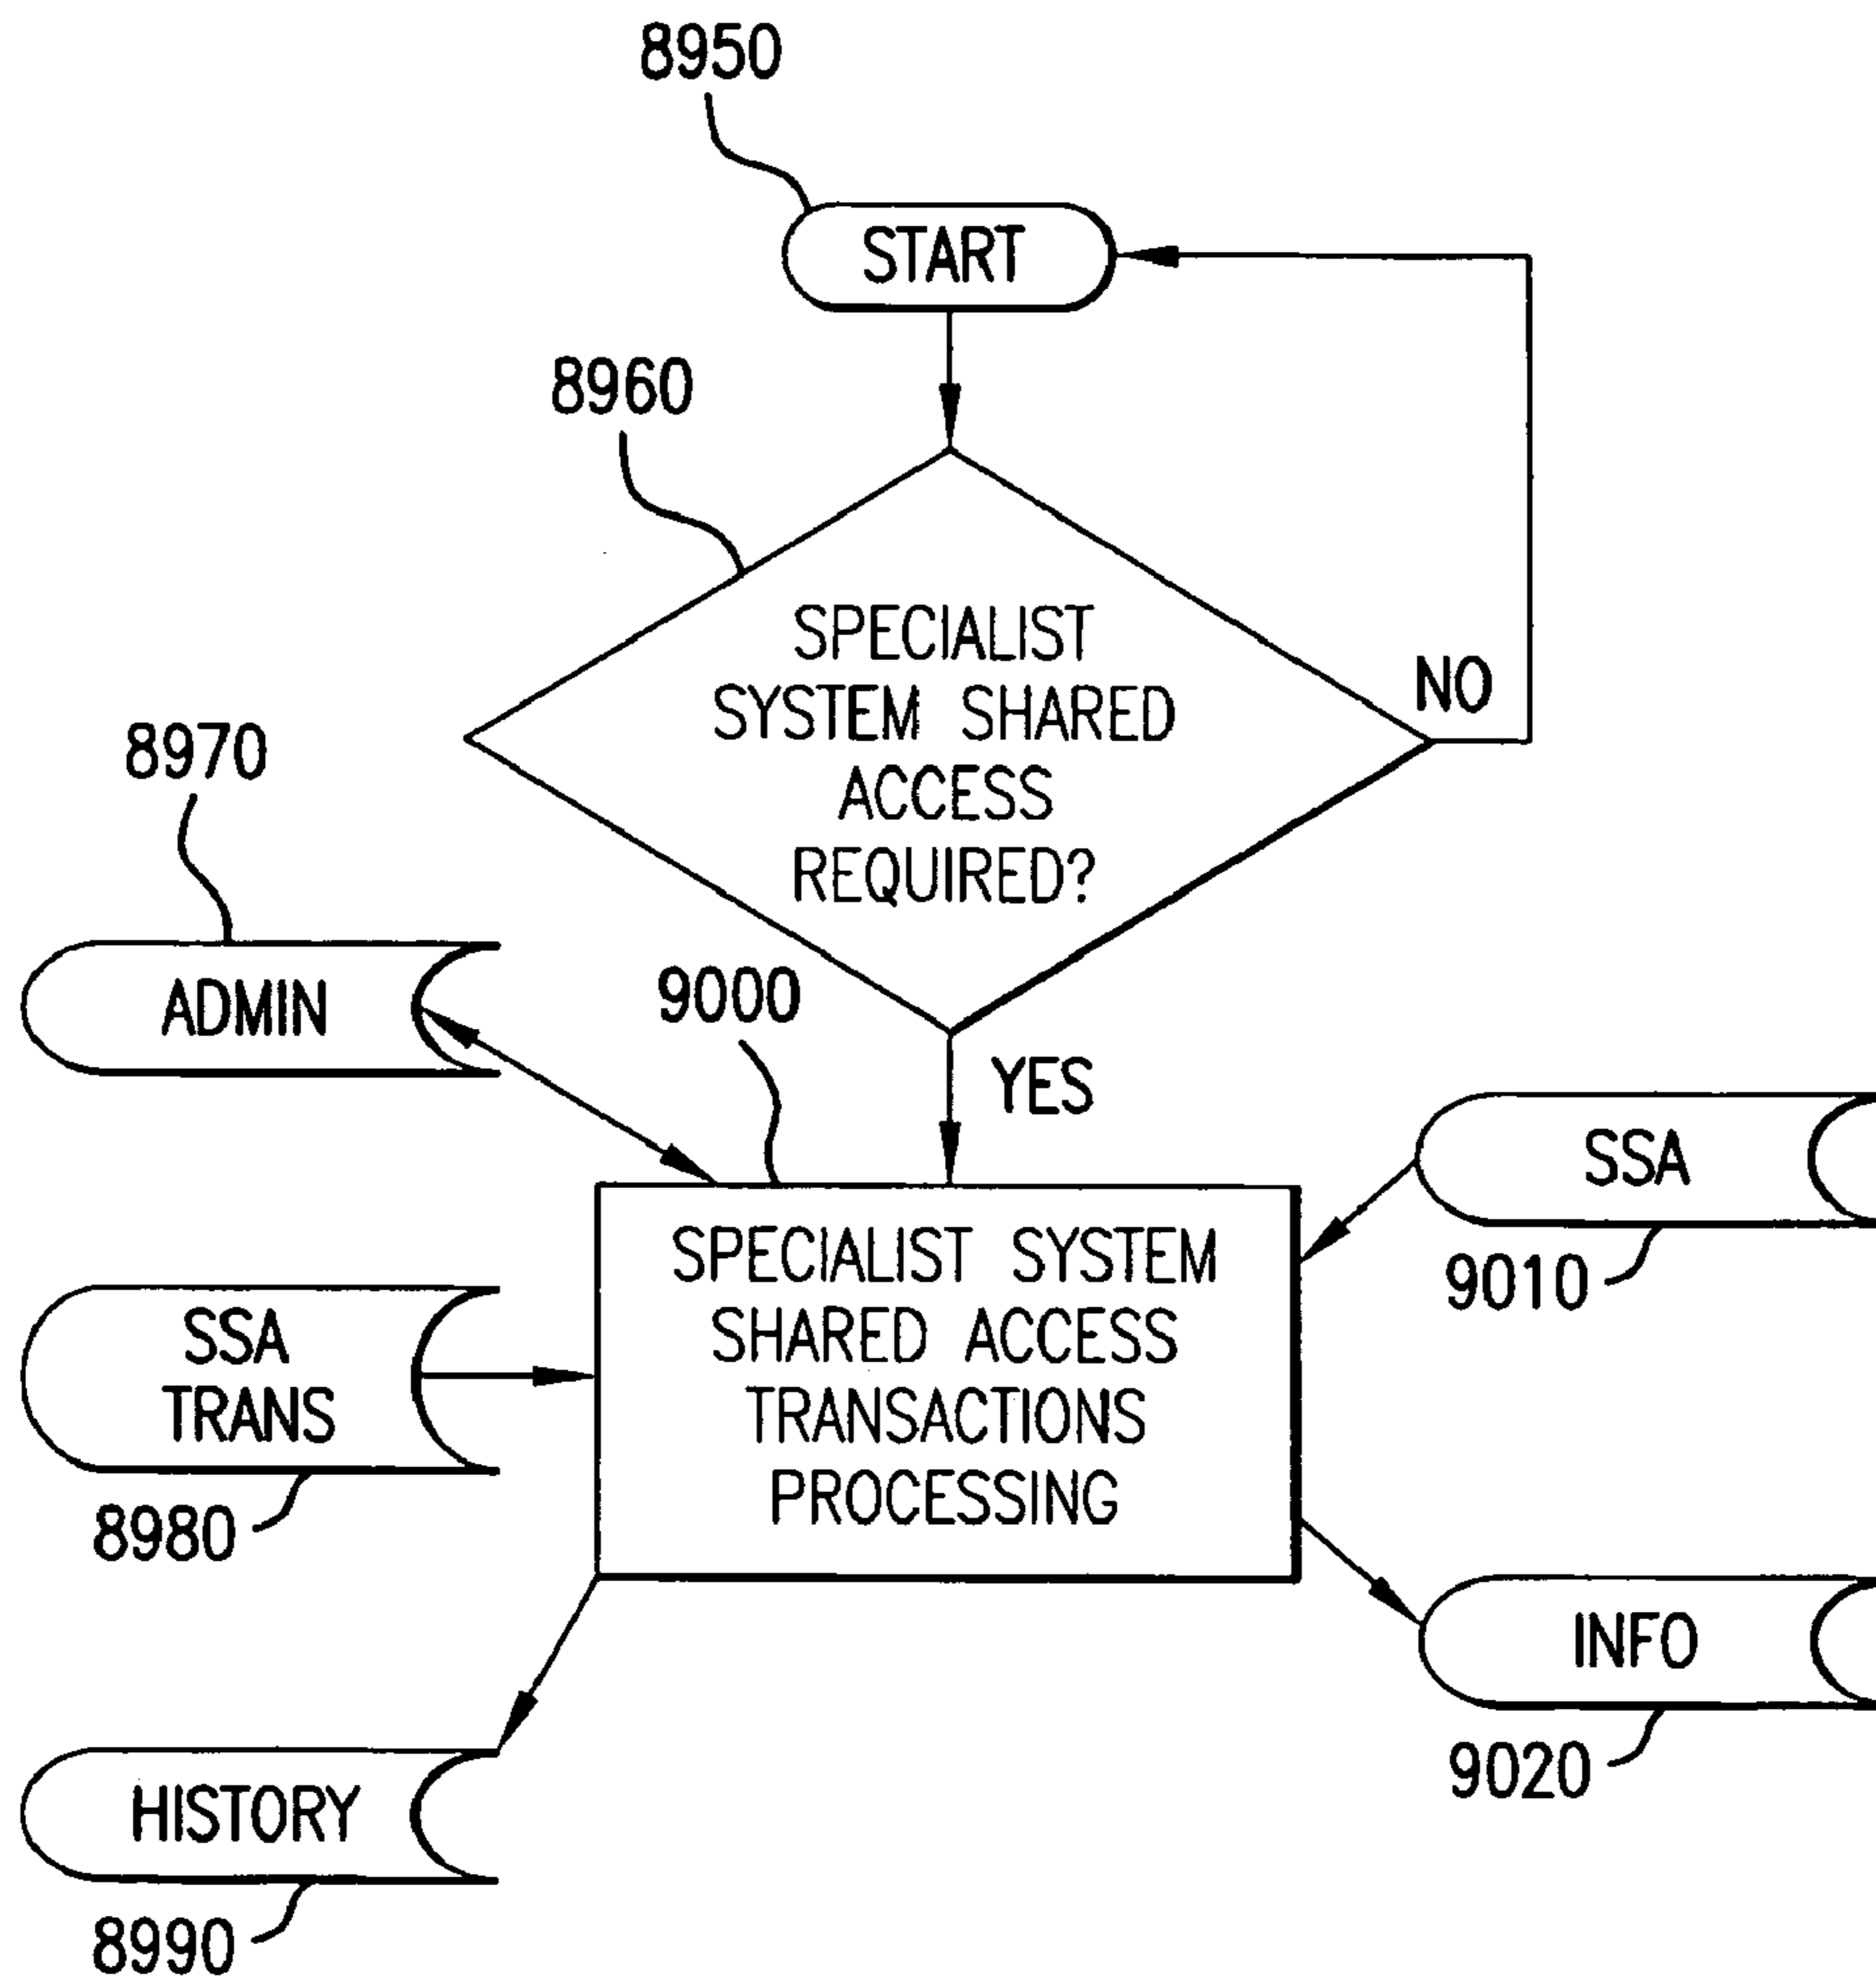 8950
START
8960
SPECIALIST
SYSTEM SHARED
ACCESS
REQUIRED?
NO
8970
ADMIN
9000
YES
SSA
9010
SPECIALIST SYSTEM
SHARED ACCESS
TRANSACTIONS
PROCESSING
SSA
TRANS
8980
INFO
9020
HISTORY
8990